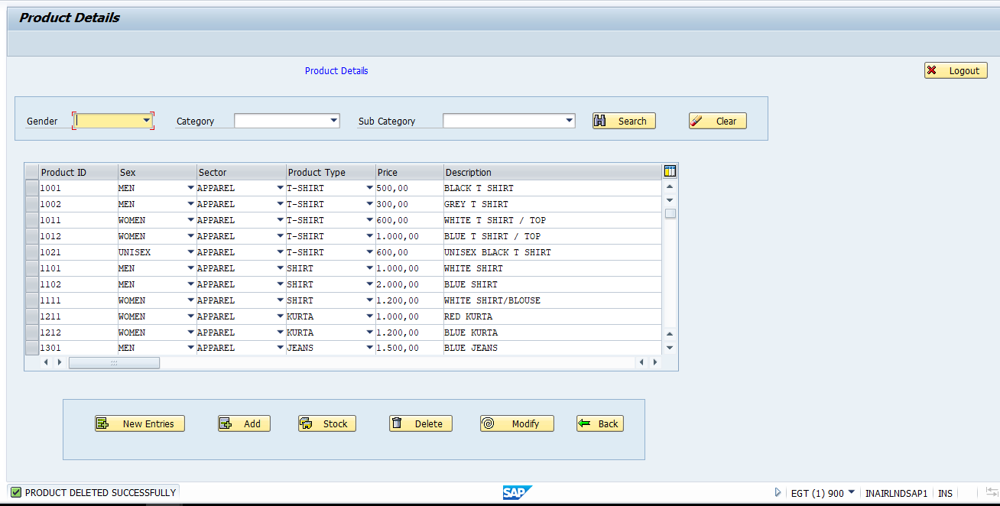 Product Details
Product Details Logout
Gender Category Sub Category Search Clear
Product ID Sex Sector Product Type Price Description
1001 MEN APPAREL T-SHIRT 500,00 BLACK T SHIRT
1002 MEN APPAREL T-SHIRT 300,00 GREY T SHIRT
1011 WOMEN APPAREL T-SHIRT 600,00 WHITE T SHIRT / TOP
1012 WOMEN APPAREL T-SHIRT 1.000,00 BLUE T SHIRT / TOP
1021 UNISEX APPAREL T-SHIRT 600,00 UNISEX BLACK T SHIRT
1101 MEN APPAREL SHIRT 1.000,00 WHITE SHIRT
1102 MEN APPAREL SHIRT 2.000,00 BLUE SHIRT
1111 WOMEN APPAREL SHIRT 1.200,00 WHITE SHIRT/BLOUSE
1211 WOMEN APPAREL KURTA 1.000,00 RED KURTA
1212 WOMEN APPAREL KURTA 1.200,00 BLUE KURTA
1301 MEN APPAREL JEANS 1.500,00 BLUE JEANS
New Entries Add Stock Delete Modify Back
PRODUCT DELETED SUCCESSFULLY SAP EGT (1) 900 INAIRLNDSAP1 INS